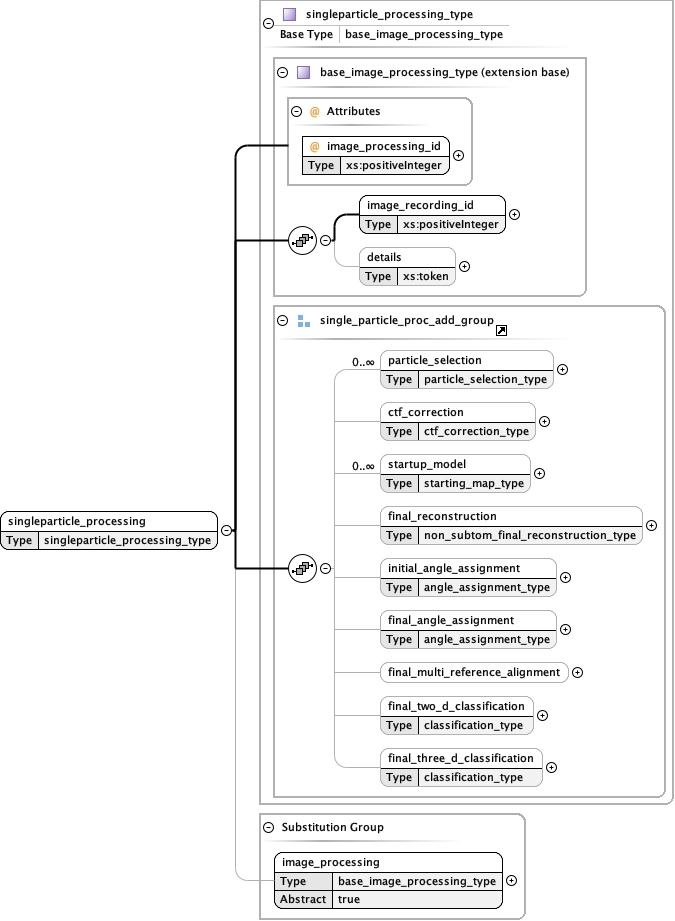 singleparticle_processing_type
Base Type base_image_processing_type
base_image_processing_type (extension base)
@ Attributes
@ image_processing_id
Type xs:positiveInteger
image_recording_id
Type xs:positiveInteger
details
Type xs:token
single_particle_proc_add_group
0..∞ particle_selection
Type particle_selection_type
ctf_correction
Type ctf_correction_type
0..∞ startup_model
Type starting_map_type
final_reconstruction
Type non_subtom_final_reconstruction_type
singleparticle_processing
Type singleparticle_processing_type
initial_angle_assignment
Type angle_assignment_type
final_angle_assignment
Type angle_assignment_type
final_multi_reference_alignment
final_two_d_classification
Type classification_type
final_three_d_classification
Type classification_type
Substitution Group
image_processing
Type base_image_processing_type
Abstract true